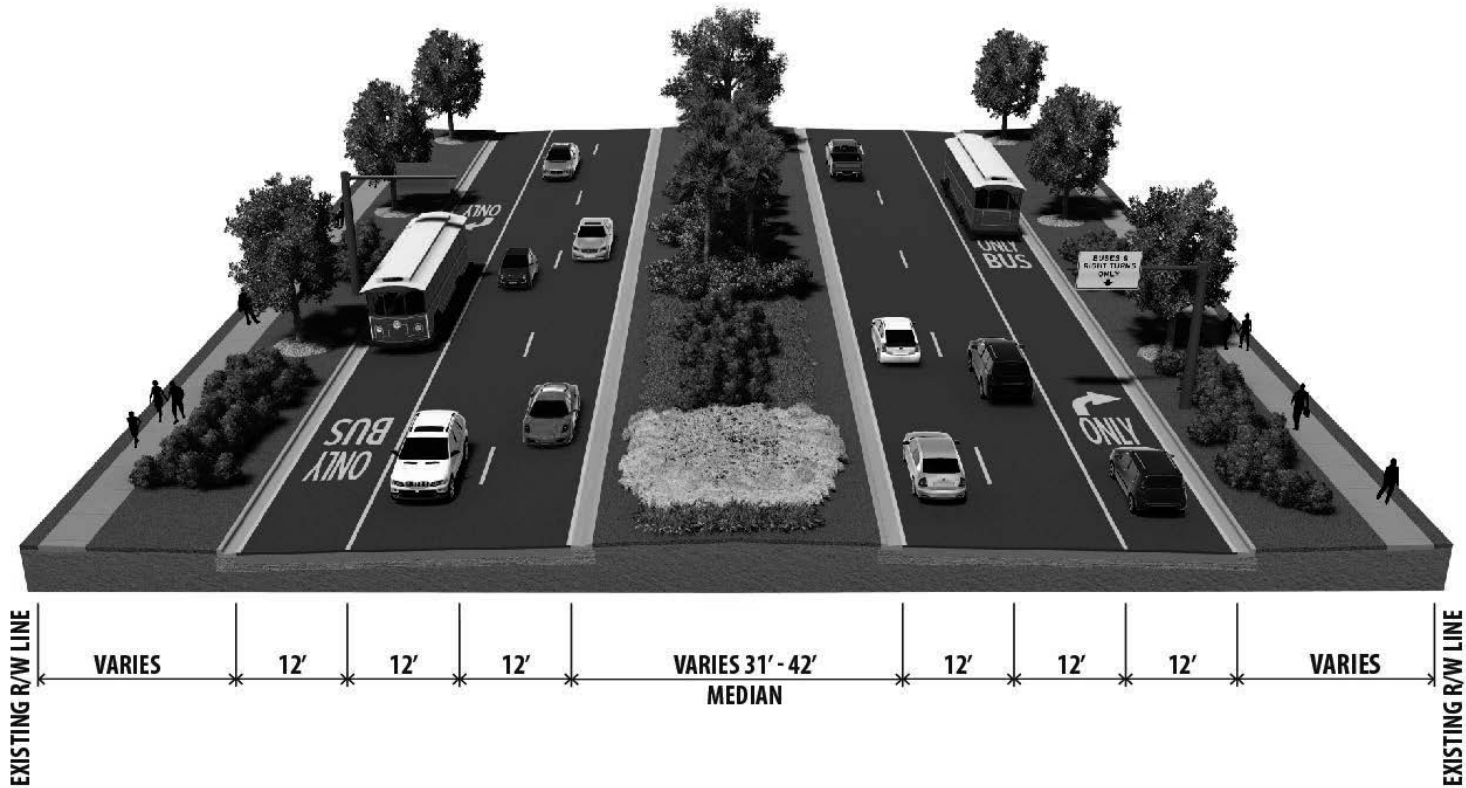 ONLY
ONLY
BUS
BUSES &
RIGHT TURNS
ONLY
BUS
ONLY
ONLY
EXISTING R/W LINE
VARIES
12'
12'
12'
VARIES 31' - 42'
MEDIAN
12'
12'
12'
VARIES
EXISTING R/W LINE